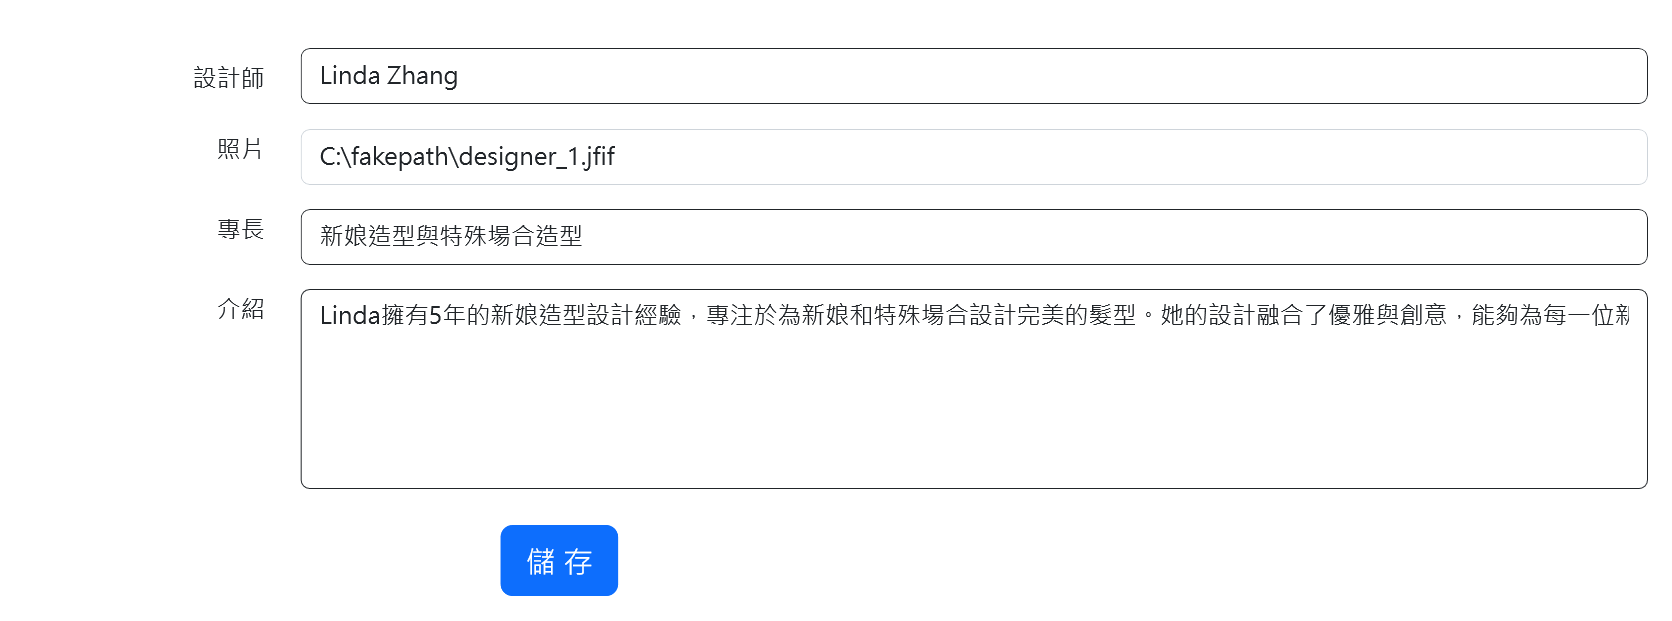 設計師
Linda Zhang
照片
C:\fakepath\designer_1.jfif
專長
新娘造型與特殊場合造型
介紹
Linda擁有5年的新娘造型設計經驗，專注於為新娘和特殊場合設計完美的髮型。她的設計融合了優雅與創意，能夠為每一位
儲 存